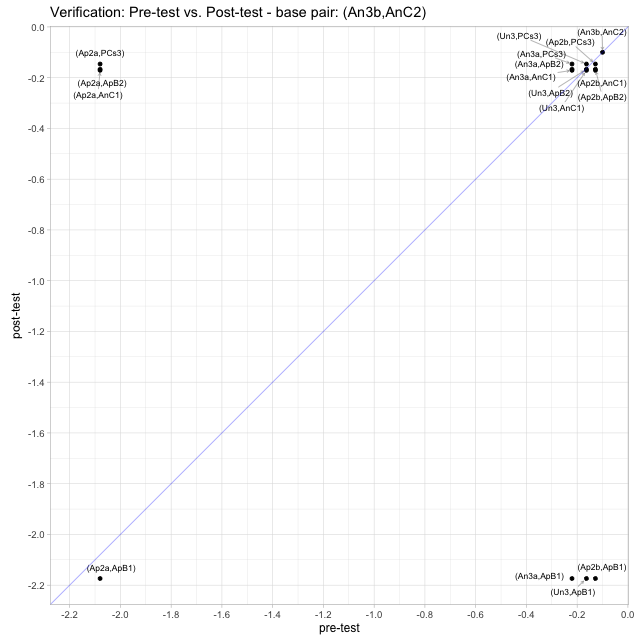 Verification: Pre-test vs. Post-test - base pair: (An3b,AnC2)
0.0
-0.2
-0.4
-0.6
-0.8
-1.0
-1.2
-1.4
-1.6
-1.8
-2.0
-2.2
post-test
(Ap2a,PCs3)
(Ap2a,ApB2)
(Ap2a,AnC1)
(Un3,PCs3)
(An3b,AnC2)
(Ap2b,PCs3)
(An3a,PCs3)
(An3a,ApB2)
(An3a,AnC1)
(Ap2b,AnC1)
(Un3,ApB2)
(Ap2b,ApB2)
(Un3,AnC1)
(Ap2a,ApB1)
(Ap2b,ApB1)
(An3a,ApB1)
(Un3,ApB1)
-2.2 -2.0 -1.8 -1.6 -1.4 -1.2 -1.0 -0.8 -0.6 -0.4 -0.2 0.0
pre-test